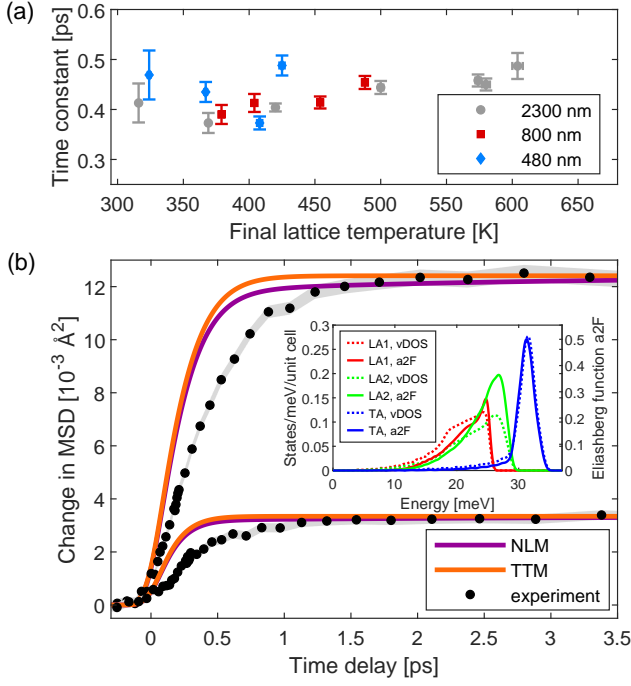 (a)
Time constant [ps]
0.6
0.5
0.4
0.3
300
350
400
450
500
550
600
650
Final lattice temperature [K]
2300 nm
800 nm
480 nm
(b)
Change in MSD [10⁻³ Å²]
12
10
8
6
4
2
0
0
0.5
1
1.5
2
2.5
3
3.5
Time delay [ps]
NLM
TTM
experiment
States/meV/unit cell
0.3
0.25
0.2
0.15
0.1
0.05
0
LA1, vDOS
LA1, a2F
LA2, vDOS
LA2, a2F
TA, vDOS
TA, a2F
0
10
20
30
Energy [meV]
0.5
0.4
0.3
0.2
0.1
0
Eliashberg function a2F